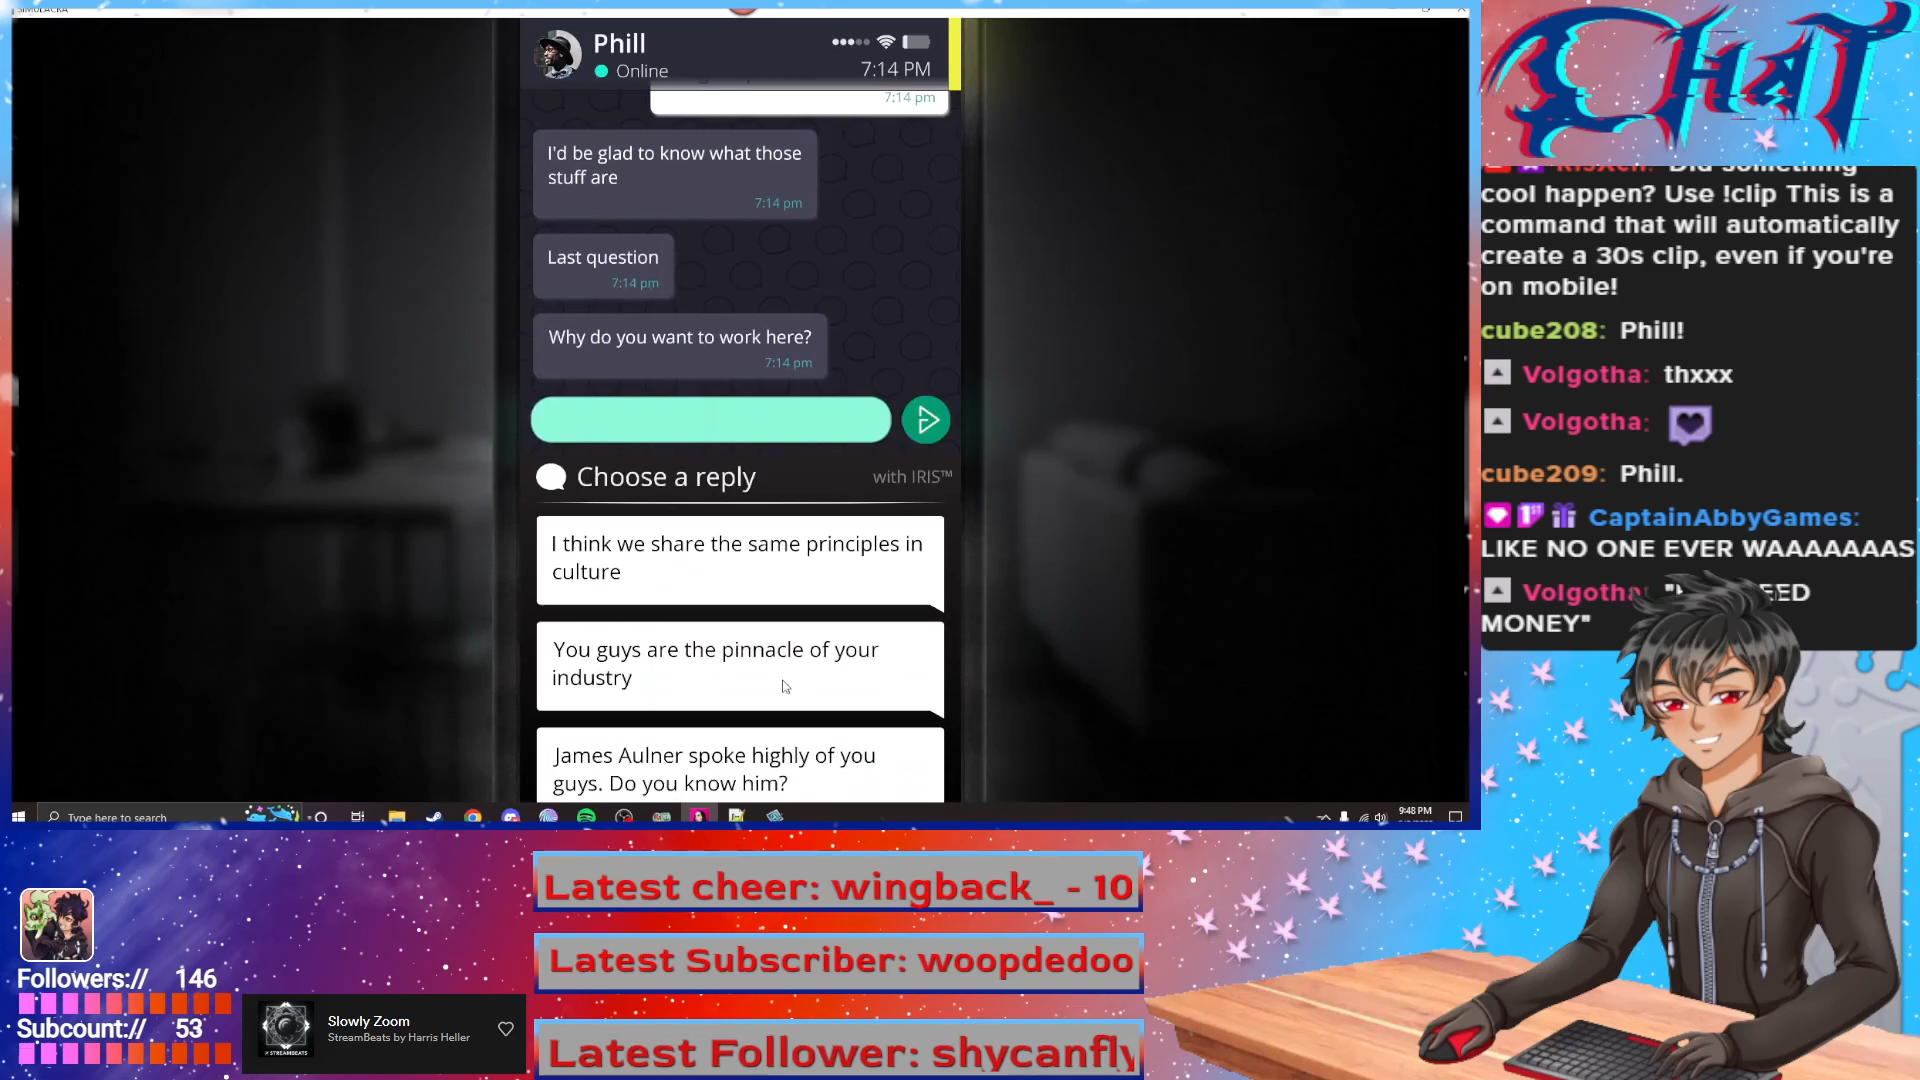 SIMULACRA
Phill
Online
7:14 PM
7:14 pm
I'd be glad to know what those
stuff are
7:14 pm
Last question
7:14 pm
Why do you want to work here?
7:14 pm
Choose a reply
with IRIS™
I think we share the same principles in
culture
You guys are the pinnacle of your
industry
James Aulner spoke highly of you
guys. Do you know him?
Type here to search
9:48 PM
CHAT
Did something
cool happen? Use !clip This is a
command that will automatically
create a 30s clip, even if you're
on mobile!
cube208: Phill!
Volgotha: thxxx
Volgotha:
cube209: Phill.
CaptainAbbyGames:
LIKE NO ONE EVER WAAAAAAAS
Volgotha:
MONEY"
Latest cheer: wingback_ - 10
Latest Subscriber: woopdedoo
Latest Follower: shycanfly
Followers:// 146
Subcount:// 53
STREAMBEATS
Slowly Zoom
StreamBeats by Harris Heller